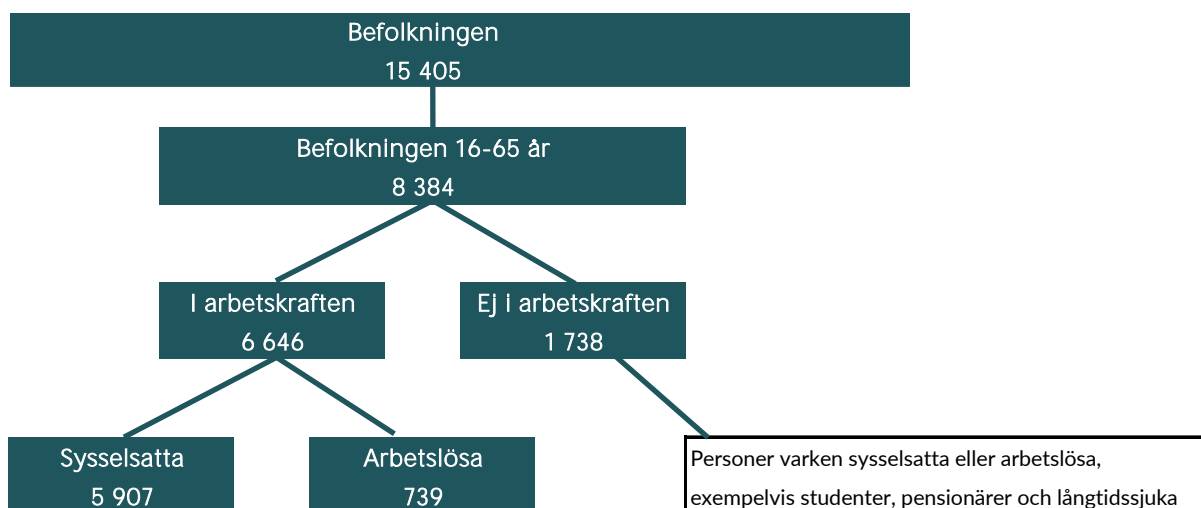 Befolkningen
15 405
Befolkningen 16-65 år
8 384
I arbetskraften
6 646
Ej i arbetskraften
1 738
Sysselsatta
5 907
Arbetslösa
739
Personer varken sysselsatta eller arbetslösa,
exempelvis studenter, pensionärer och långtidssjuka